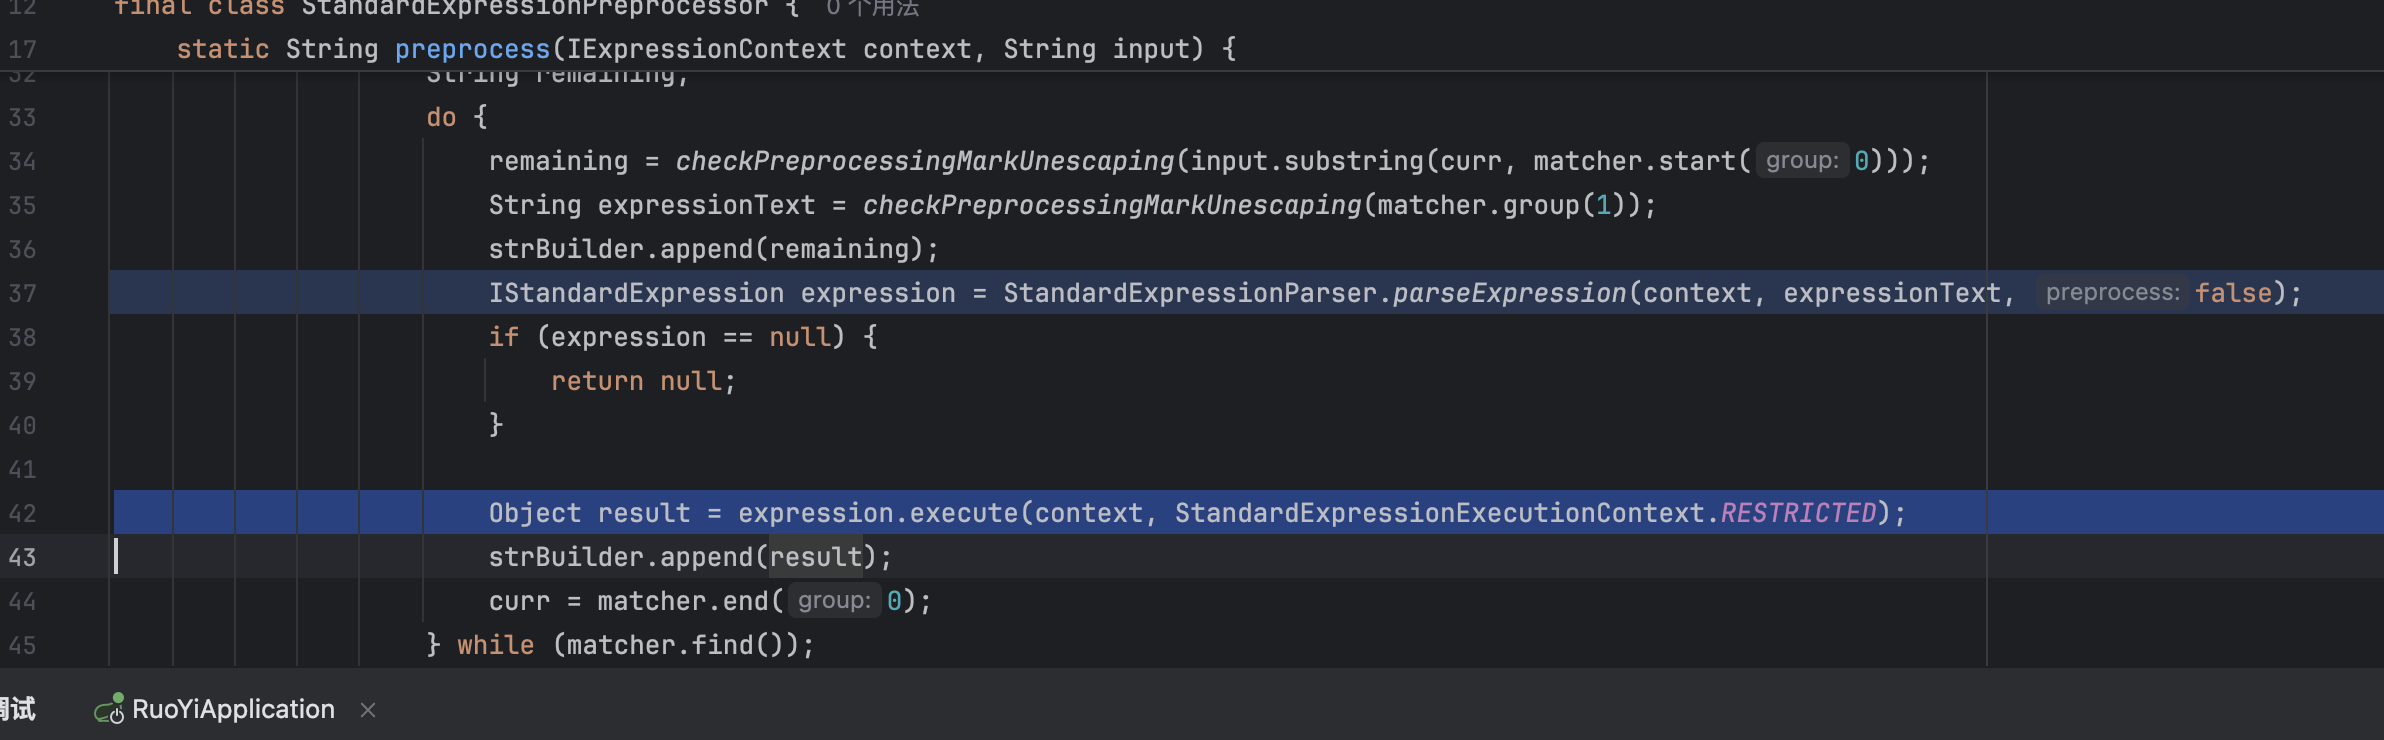 12 final class StandardExpressionPreprocessor { 0 个用法
17 static String preprocess(IExpressionContext context, String input) {
32 String remaining;
33 do {
34 remaining = checkPreprocessingMarkUnescaping(input.substring(curr, matcher.start( group: 0)));
35 String expressionText = checkPreprocessingMarkUnescaping(matcher.group(1));
36 strBuilder.append(remaining);
37 IStandardExpression expression = StandardExpressionParser.parseExpression(context, expressionText, preprocess: false);
38 if (expression == null) {
39 return null;
40 }
41
42 Object result = expression.execute(context, StandardExpressionExecutionContext.RESTRICTED);
43 strBuilder.append(result);
44 curr = matcher.end( group: 0);
45 } while (matcher.find());
调试 RuoYiApplication ×